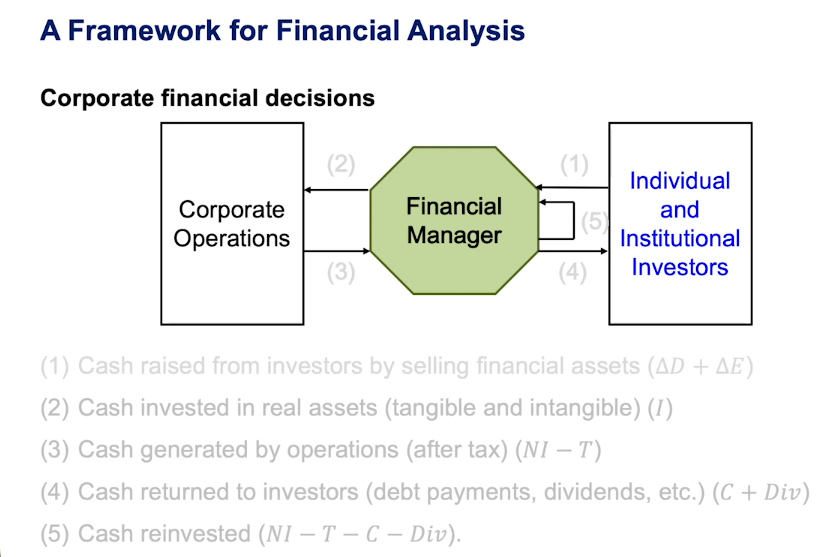 A Framework for Financial Analysis
Corporate financial decisions
(2)
(1)
Individual
and
Institutional
Investors
Corporate
Operations
Financial
Manager
(5)
(3)
(4)
(1) Cash raised from investors by selling financial assets (ΔD + ΔE)
(2) Cash invested in real assets (tangible and intangible) (I)
(3) Cash generated by operations (after tax) (NI − T)
(4) Cash returned to investors (debt payments, dividends, etc.) (C + Div)
(5) Cash reinvested (NI − T − C − Div).